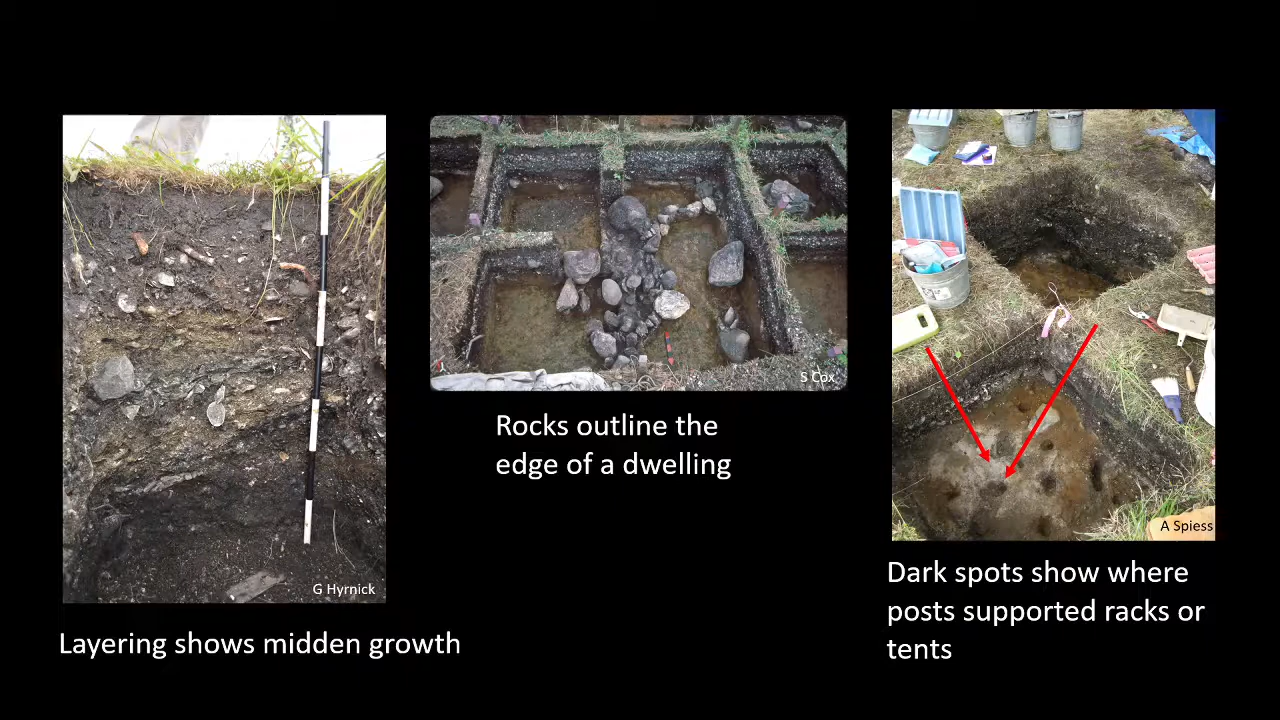 G Hyrnick
Layering shows midden growth
S Cox
Rocks outline the
edge of a dwelling
A Spiess
Dark spots show where
posts supported racks or
tents